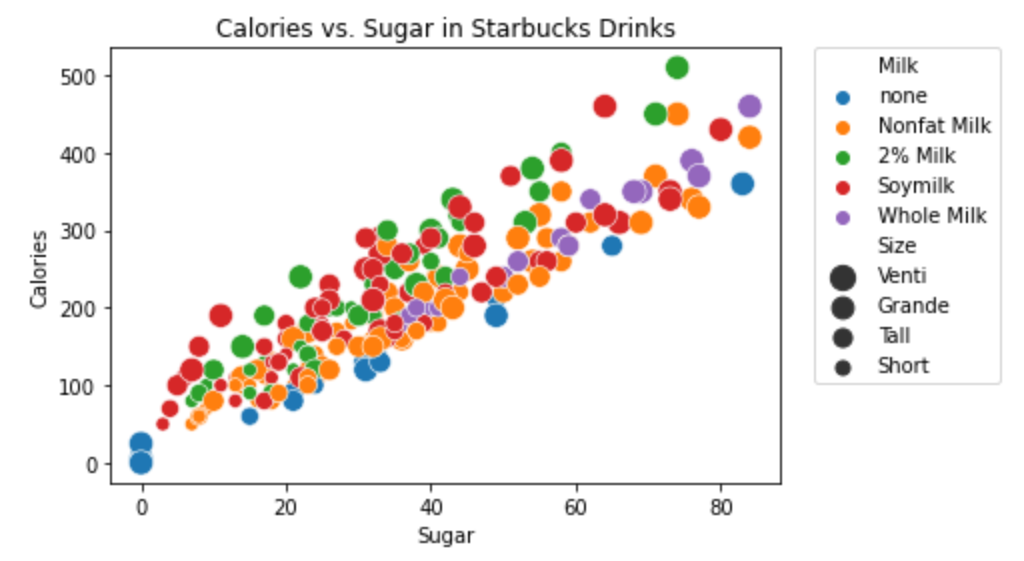 Calories vs. Sugar in Starbucks Drinks
500
400
300
200
100
0
Calories
0 20 40 60 80
Sugar
Milk
none
Nonfat Milk
2% Milk
Soymilk
Whole Milk
Size
Venti
Grande
Tall
Short